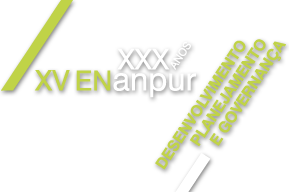 XXX ANOS
XV ENanpur
DESENVOLVIMENTO
PLANEJAMENTO
E GOVERNANÇA